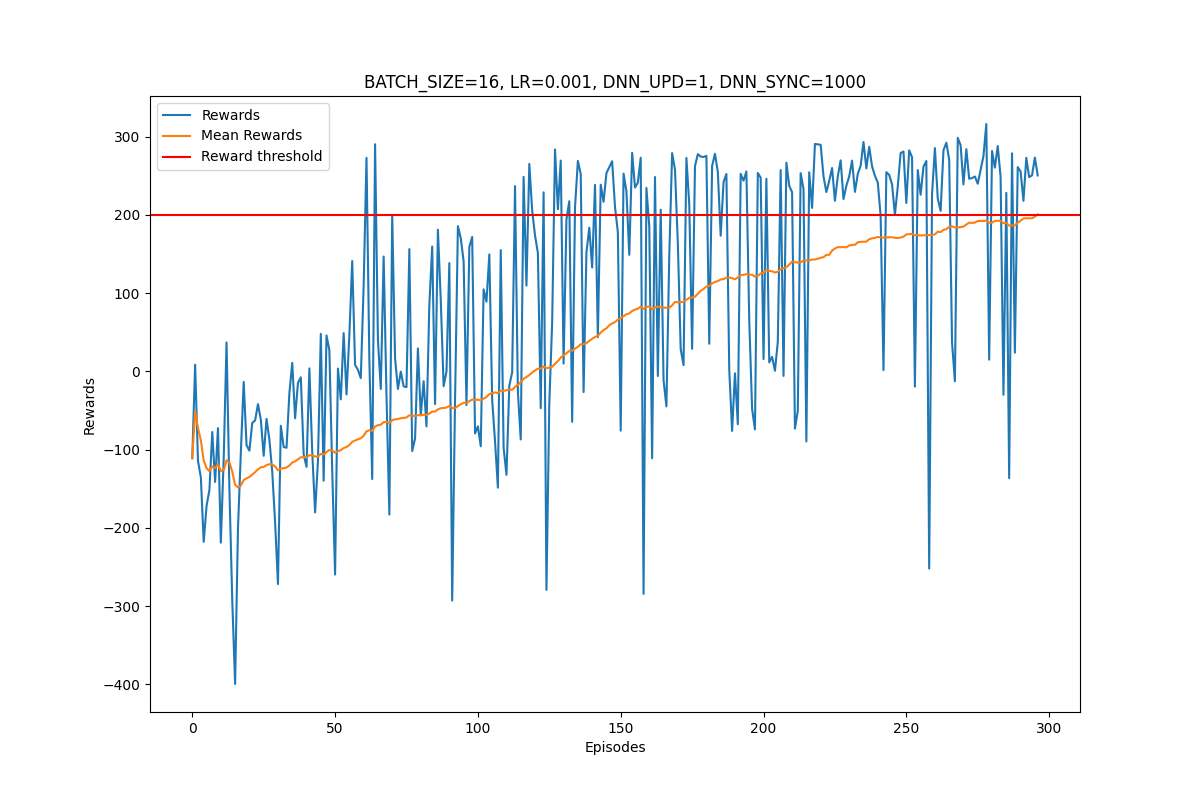 BATCH_SIZE=16, LR=0.001, DNN_UPD=1, DNN_SYNC=1000
Rewards
Mean Rewards
Reward threshold
300
200
100
0
−100
−200
−300
−400
Rewards
0 50 100 150 200 250 300
Episodes